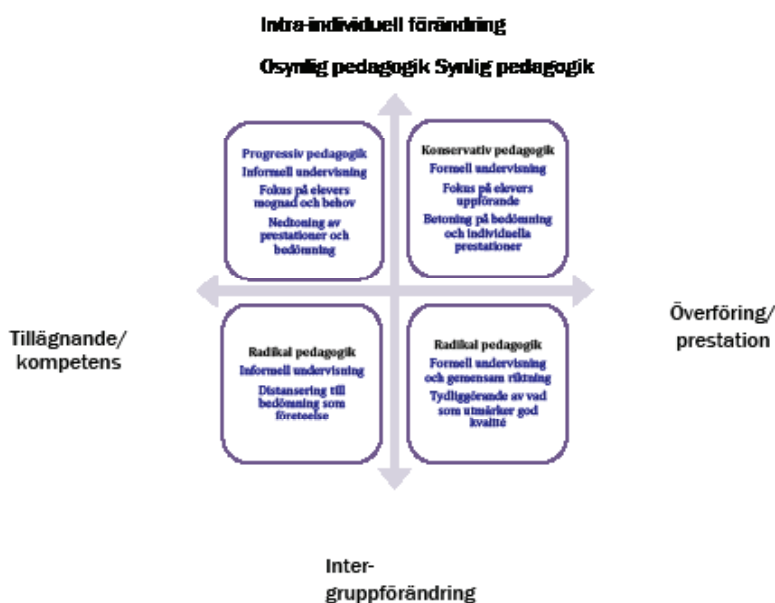 Intra-individuell förändring
Osynlig pedagogik Synlig pedagogik
Progressiv pedagogik
Informell undervisning
Fokus på elevers
mognad och behov
Nedtoning av
prestationer och
bedömning
Konservativ pedagogik
Formell undervisning
Fokus på elevers
uppförande
Betoning på bedömning
och individuella
prestationer
Tillägnande/
kompetens
Överföring/
prestation
Radikal pedagogik
Informell undervisning
Distansering till
bedömning som
företeelse
Radikal pedagogik
Formell undervisning
och gemensam riktning
Tydliggörande av vad
som utmärker god
kvalité
Inter-
gruppförändring